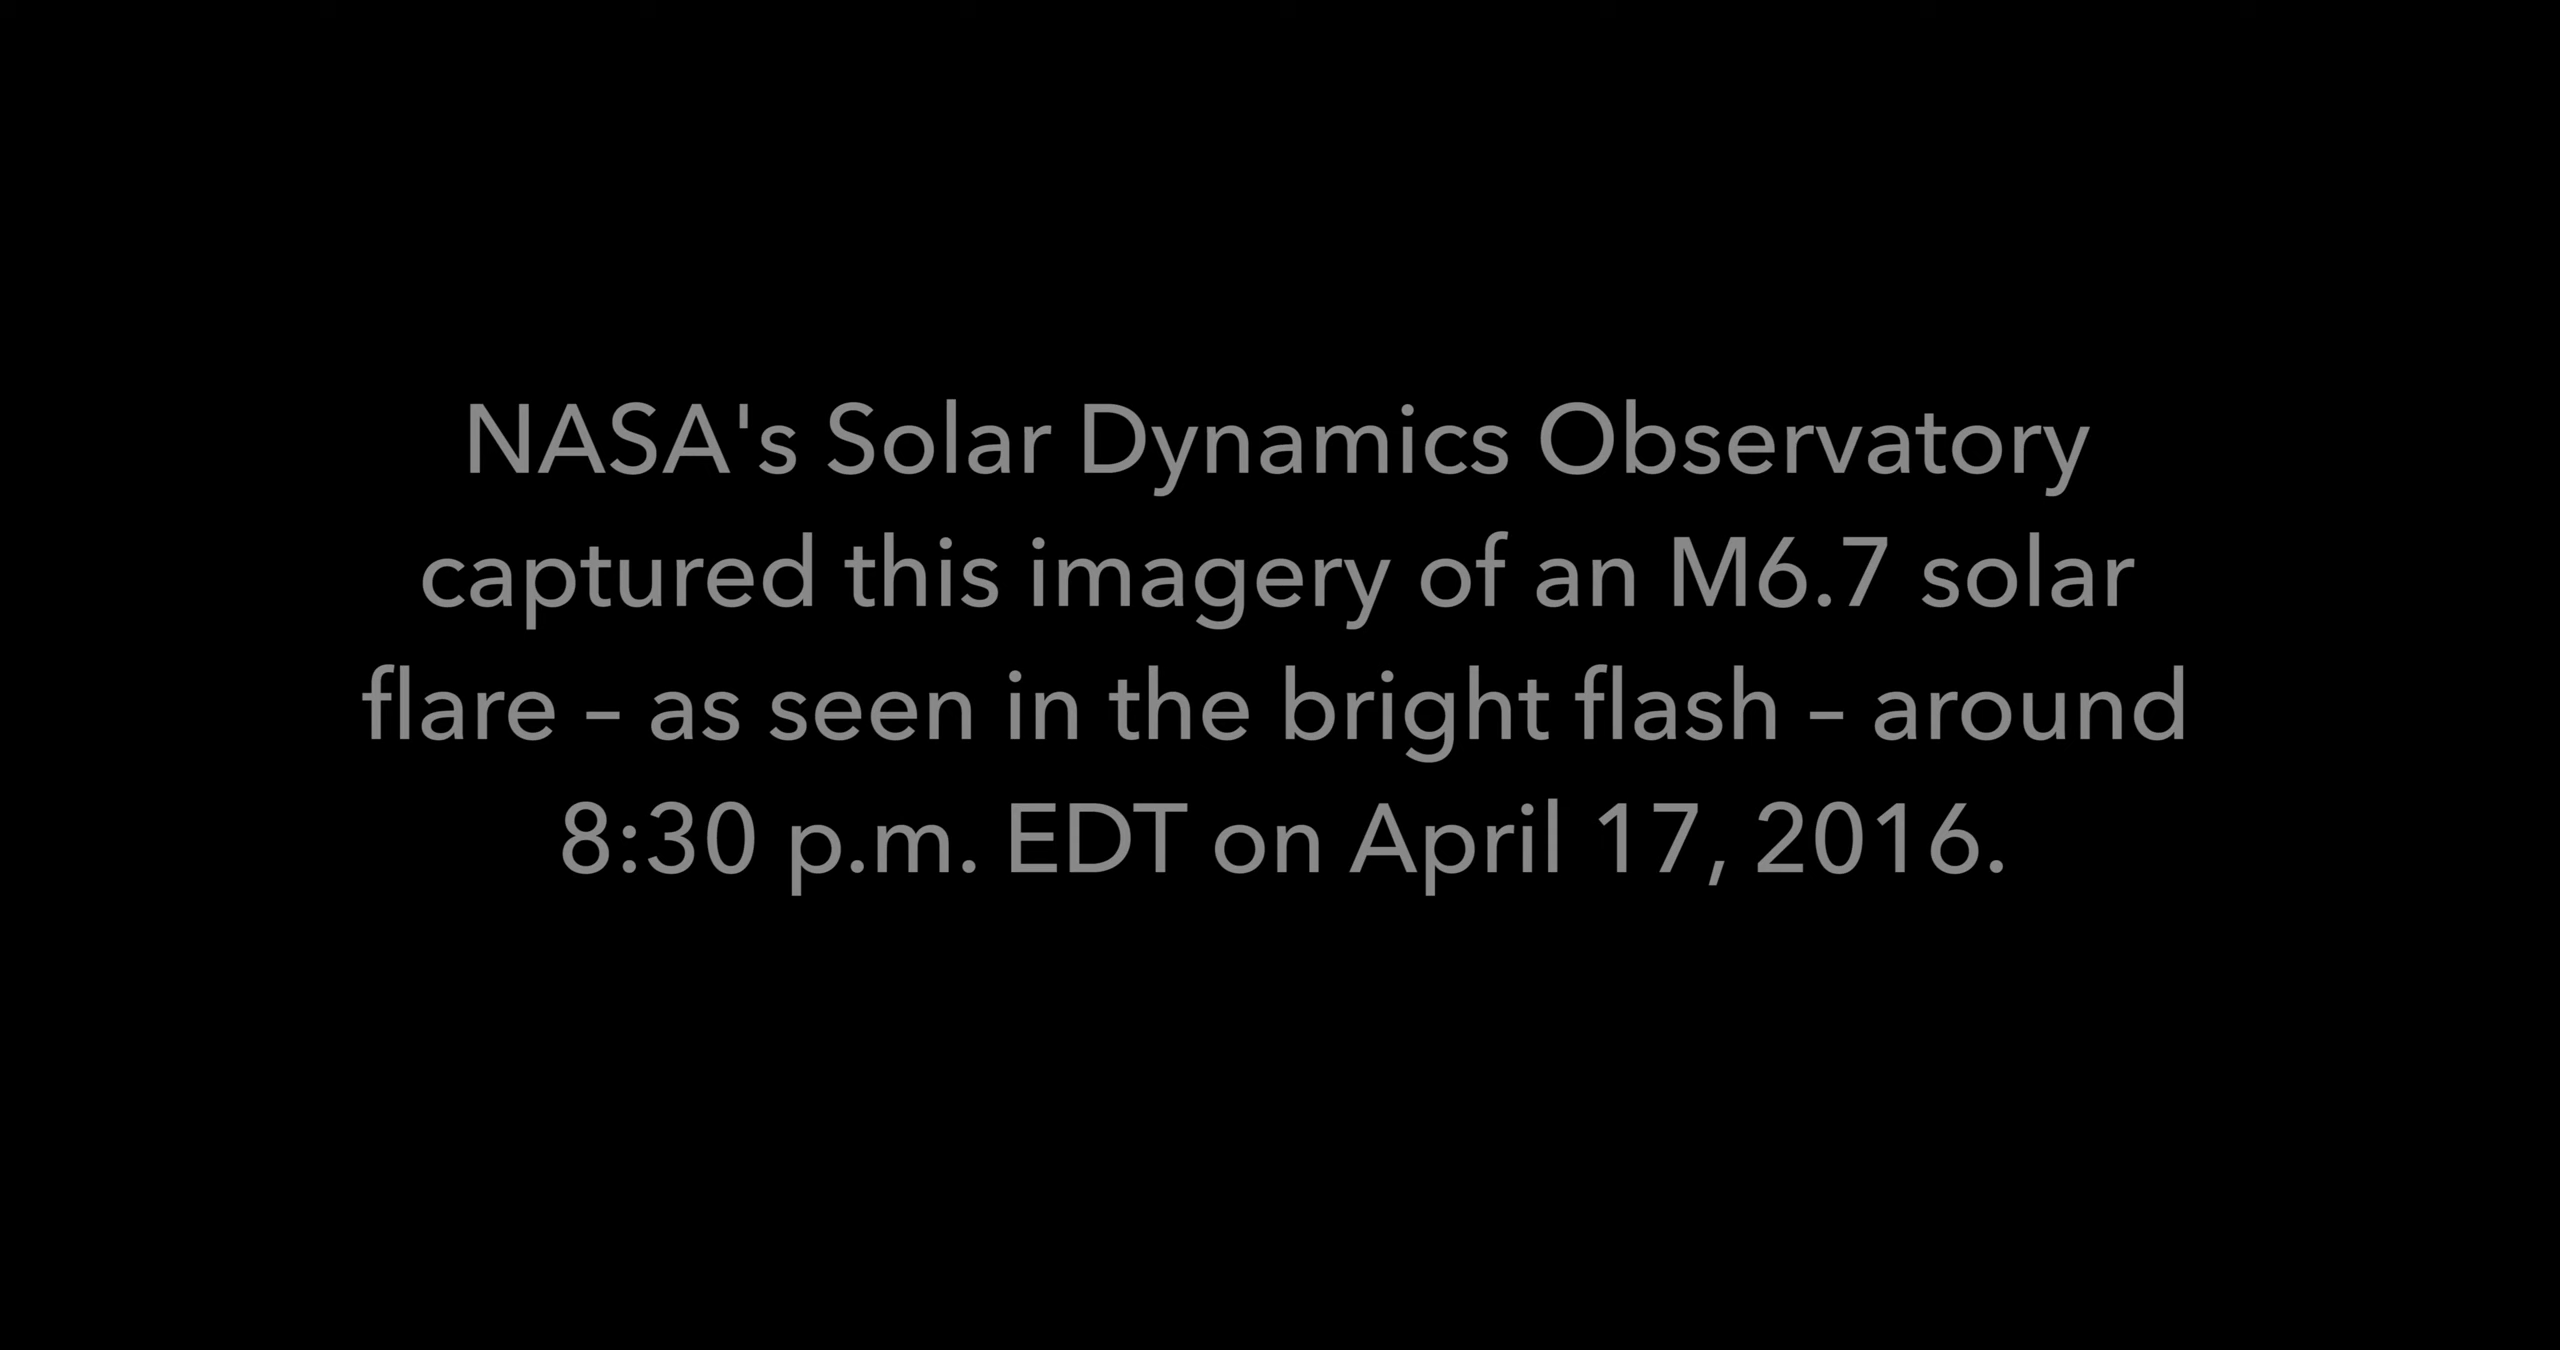 NASA's Solar Dynamics Observatory
captured this imagery of an M6.7 solar
flare – as seen in the bright flash – around
8:30 p.m. EDT on April 17, 2016.